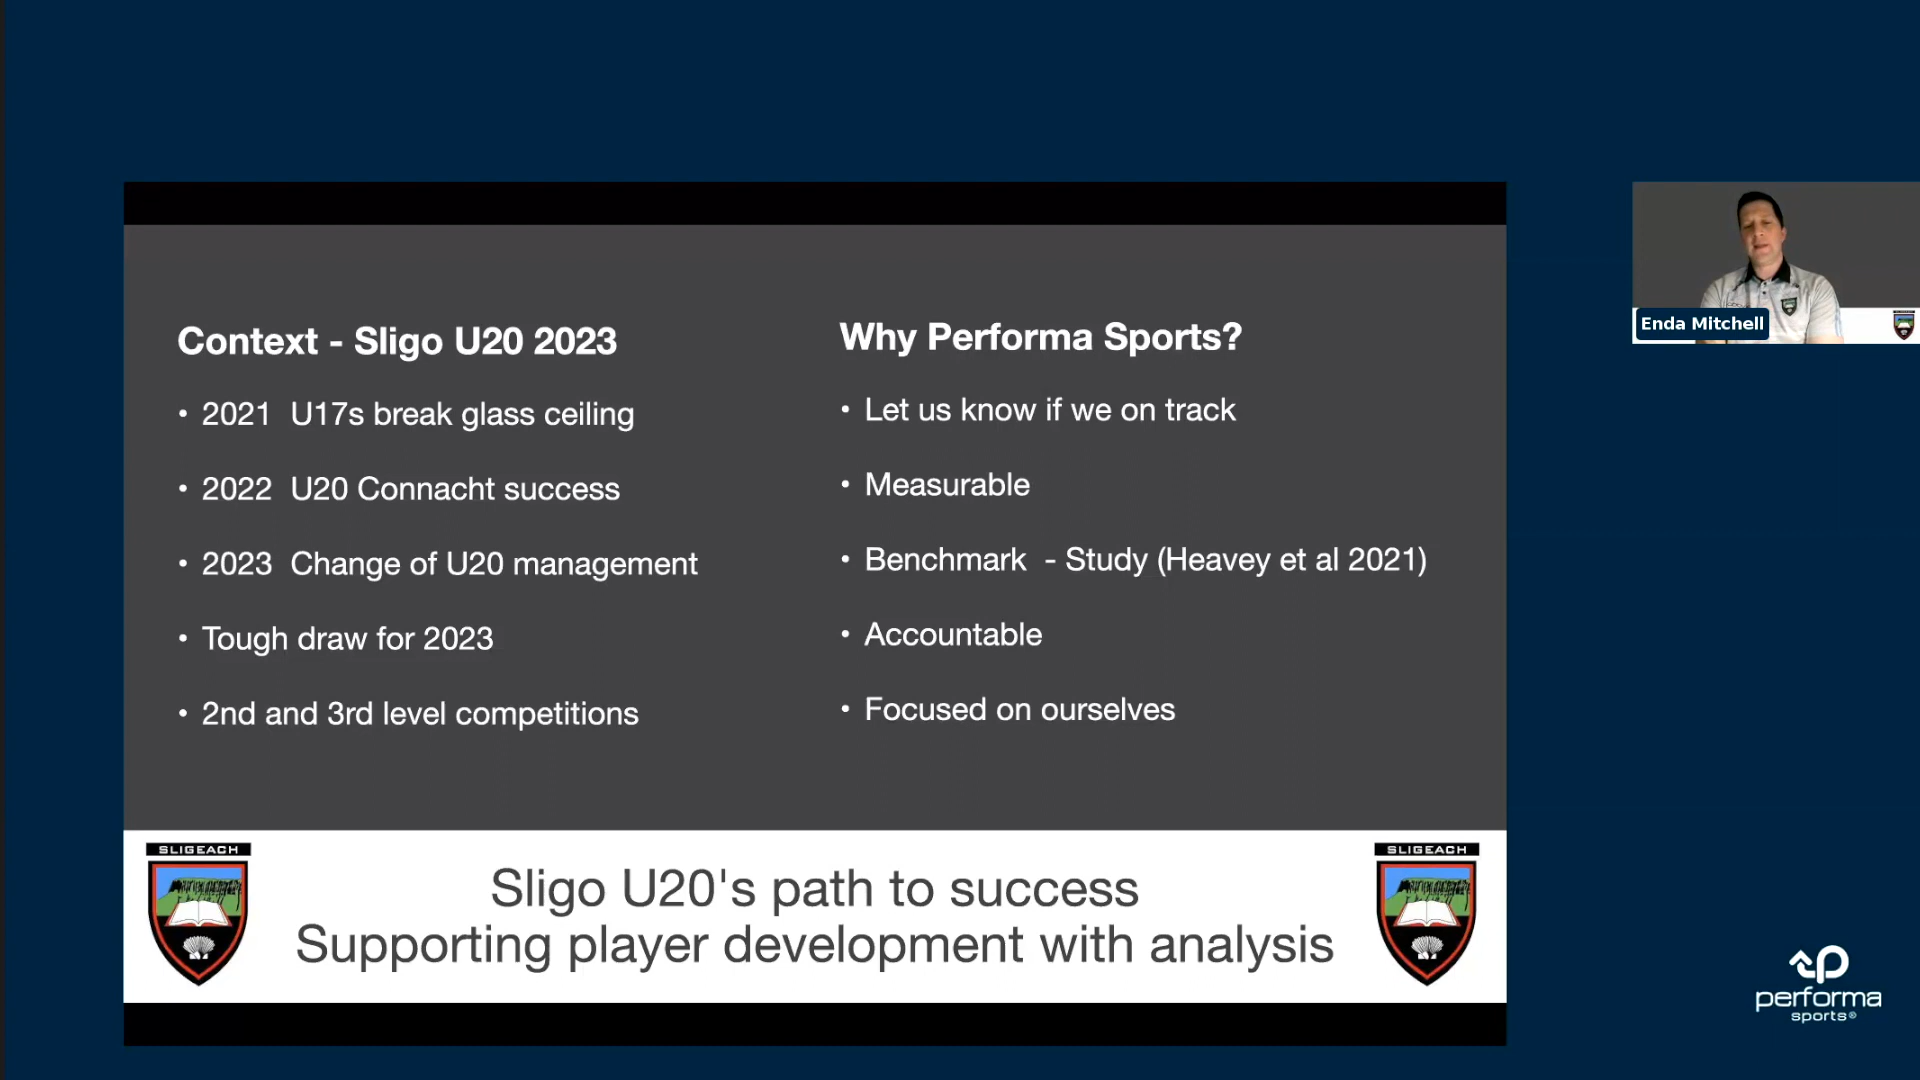 Context - Sligo U20 2023
• 2021 U17s break glass ceiling
• 2022 U20 Connacht success
• 2023 Change of U20 management
• Tough draw for 2023
• 2nd and 3rd level competitions
Why Performa Sports?
• Let us know if we on track
• Measurable
• Benchmark - Study (Heavey et al 2021)
• Accountable
• Focused on ourselves
Enda Mitchell
SLIGEACH
Sligo U20's path to success
Supporting player development with analysis
SLIGEACH
performa
sports®